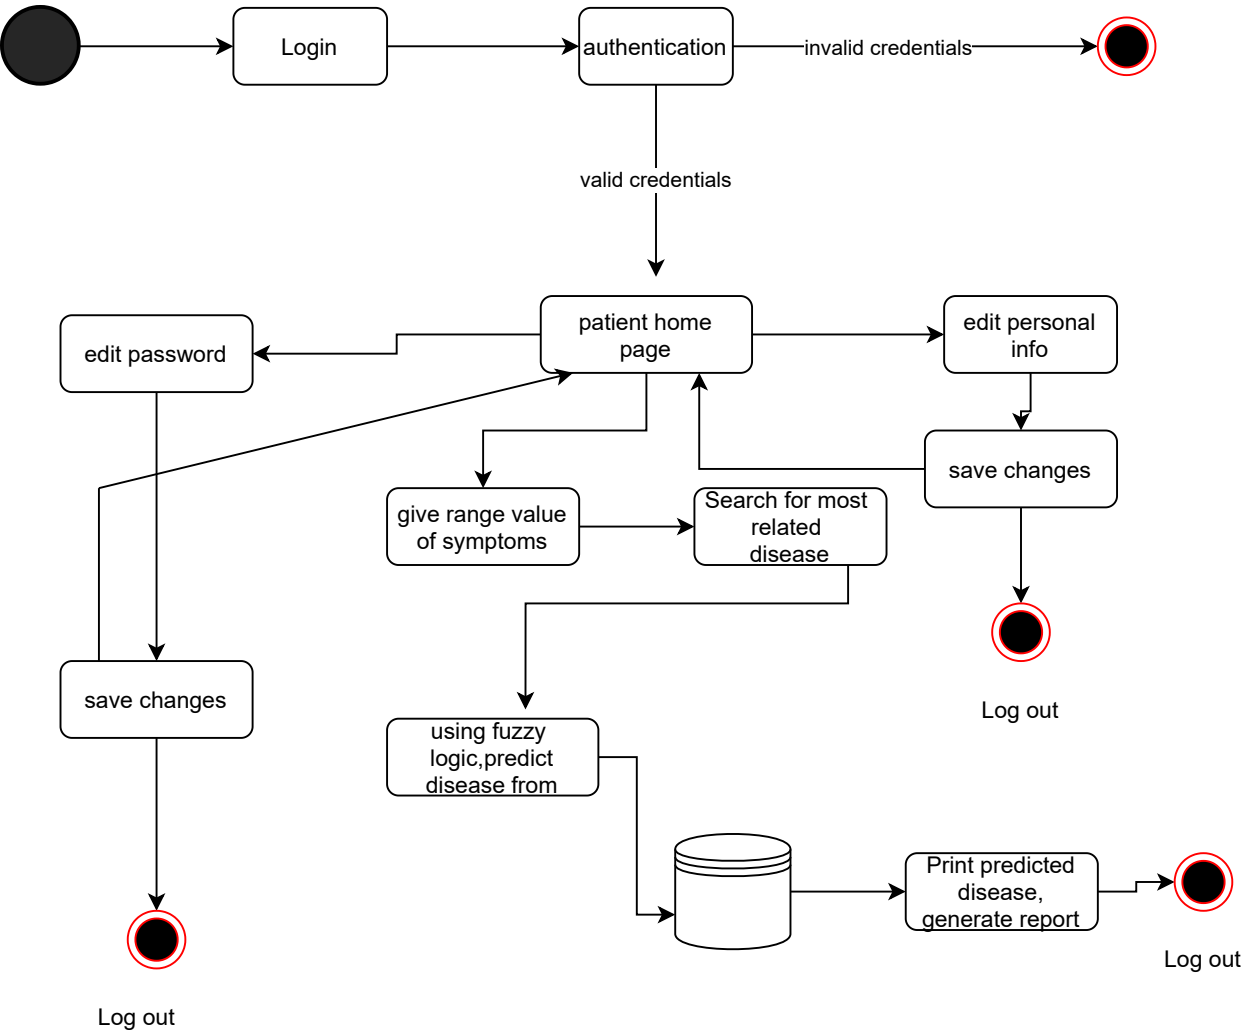 Login
authentication
invalid credentials
valid credentials
patient home
page
edit personal
info
edit password
save changes
give range value
of symptoms
Search for most
related
disease
Log out
save changes
using fuzzy
logic,predict
disease from
Print predicted
disease,
generate report
Log out
Log out